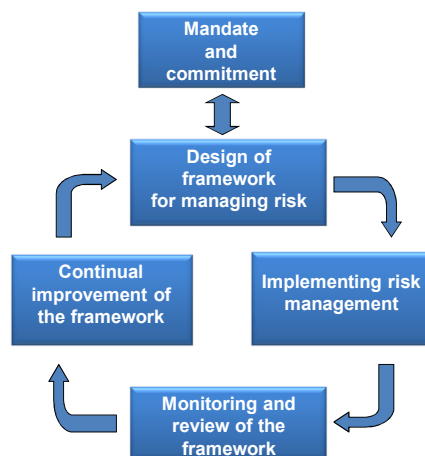 Mandate
and
commitment
Design of
framework
for managing risk
Continual
improvement of
the framework
Implementing risk
management
Monitoring and
review of the
framework